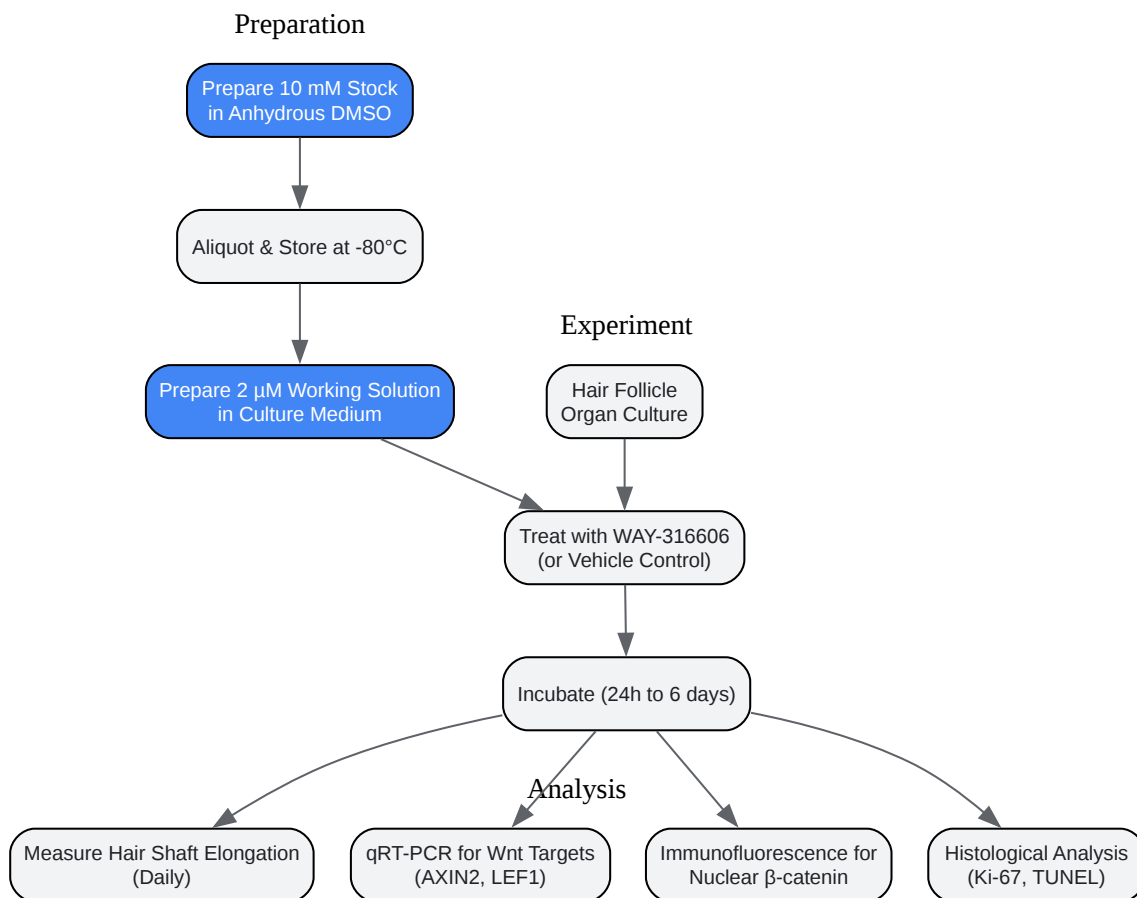 Preparation
Prepare 10 mM Stock
in Anhydrous DMSO
Aliquot & Store at -80°C
Experiment
Prepare 2 µM Working Solution
in Culture Medium
Hair Follicle
Organ Culture
Treat with WAY-316606
(or Vehicle Control)
Incubate (24h to 6 days)
Analysis
Measure Hair Shaft Elongation
(Daily)
qRT-PCR for Wnt Targets
(AXIN2, LEF1)
Immunofluorescence for
Nuclear β-catenin
Histological Analysis
(Ki-67, TUNEL)